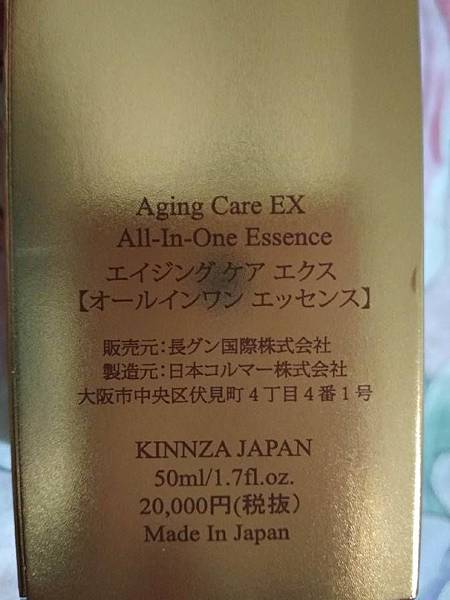 Aging Care EX
All-In-One Essence
エイジング ケア エクス
【オールインワン エッセンス】
販売元:長グン国際株式会社
製造元:日本コルマー株式会社
大阪市中央区伏見町4丁目4番1号
KINNZA JAPAN
50ml/1.7fl.oz.
20,000円(税抜)
Made In Japan